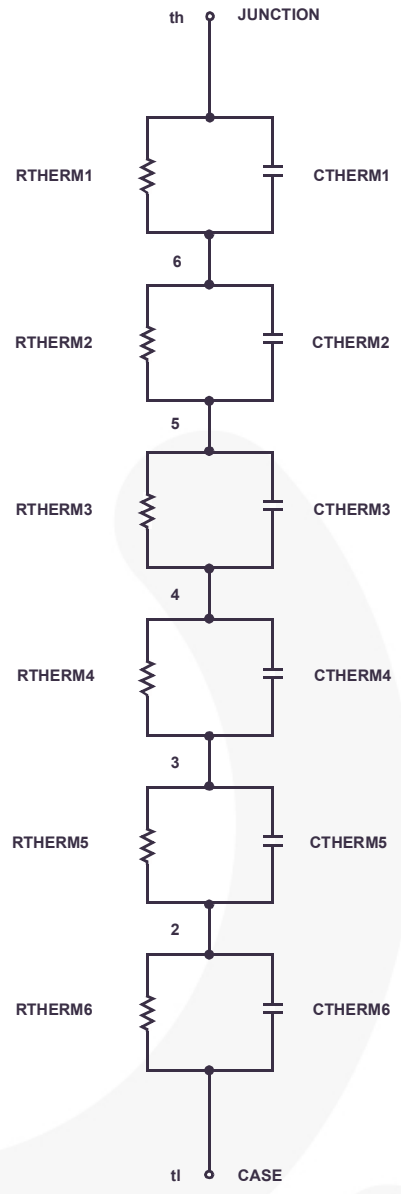 th JUNCTION
RTHERM1 CTHERM1
6
RTHERM2 CTHERM2
5
RTHERM3 CTHERM3
4
RTHERM4 CTHERM4
3
RTHERM5 CTHERM5
2
RTHERM6 CTHERM6
tl CASE